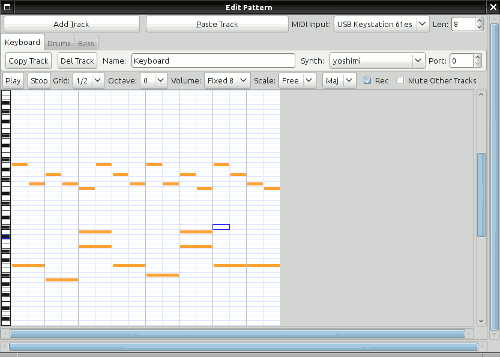 Edit Pattern
Add Track Paste Track MIDI Input: USB Keystation 61es Len: 8
Keyboard Drums Bass
Copy Track Del Track Name: Keyboard Synth: yoshimi Port: 0
Play Stop Grid: 1/2 Octave: 0 Volume: Fixed 8 Scale: Free Maj Rec Mute Other Tracks